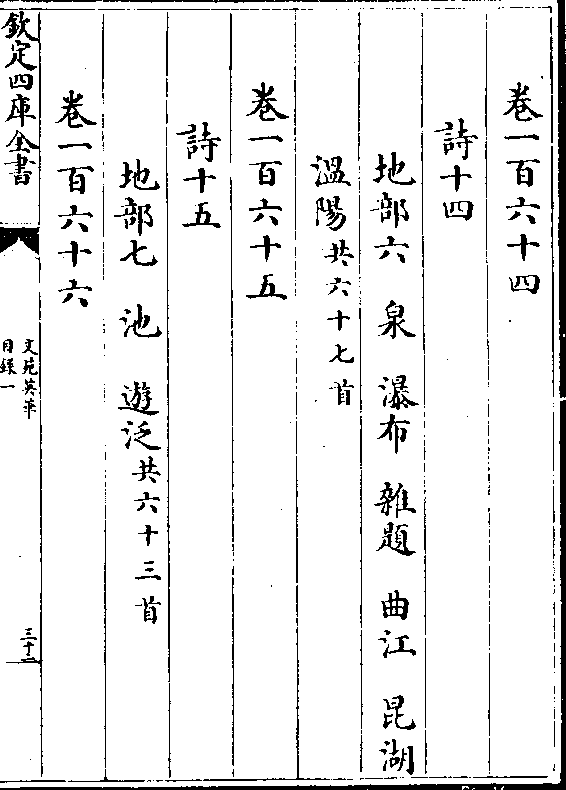 卷一百六十四
詩十四
地部六 泉 瀑布 雜題 曲江 昆湖
溫陽共六十七首
卷一百六十五
詩十五
地部七 池 遊泛共六十三首
卷一百六十六
欽定四庫全書
文苑英華
目錄一
三十二